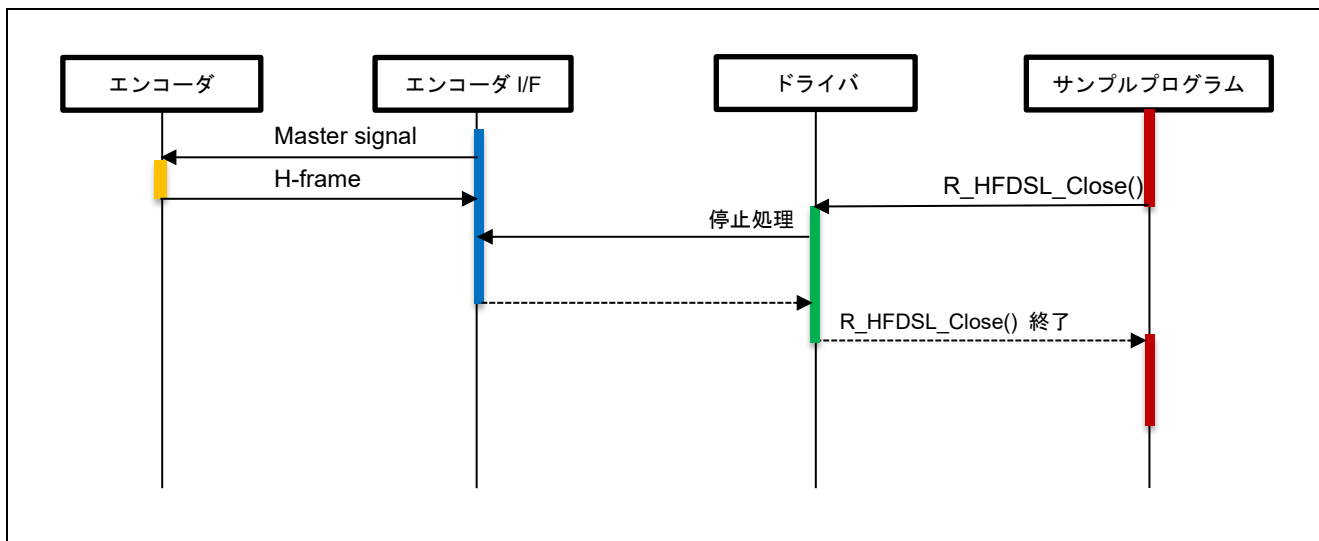 エンコーダ
エンコーダ I/F
ドライバ
サンプルプログラム
Master signal
H-frame
R_HFDSL_Close()
停止処理
R_HFDSL_Close() 終了